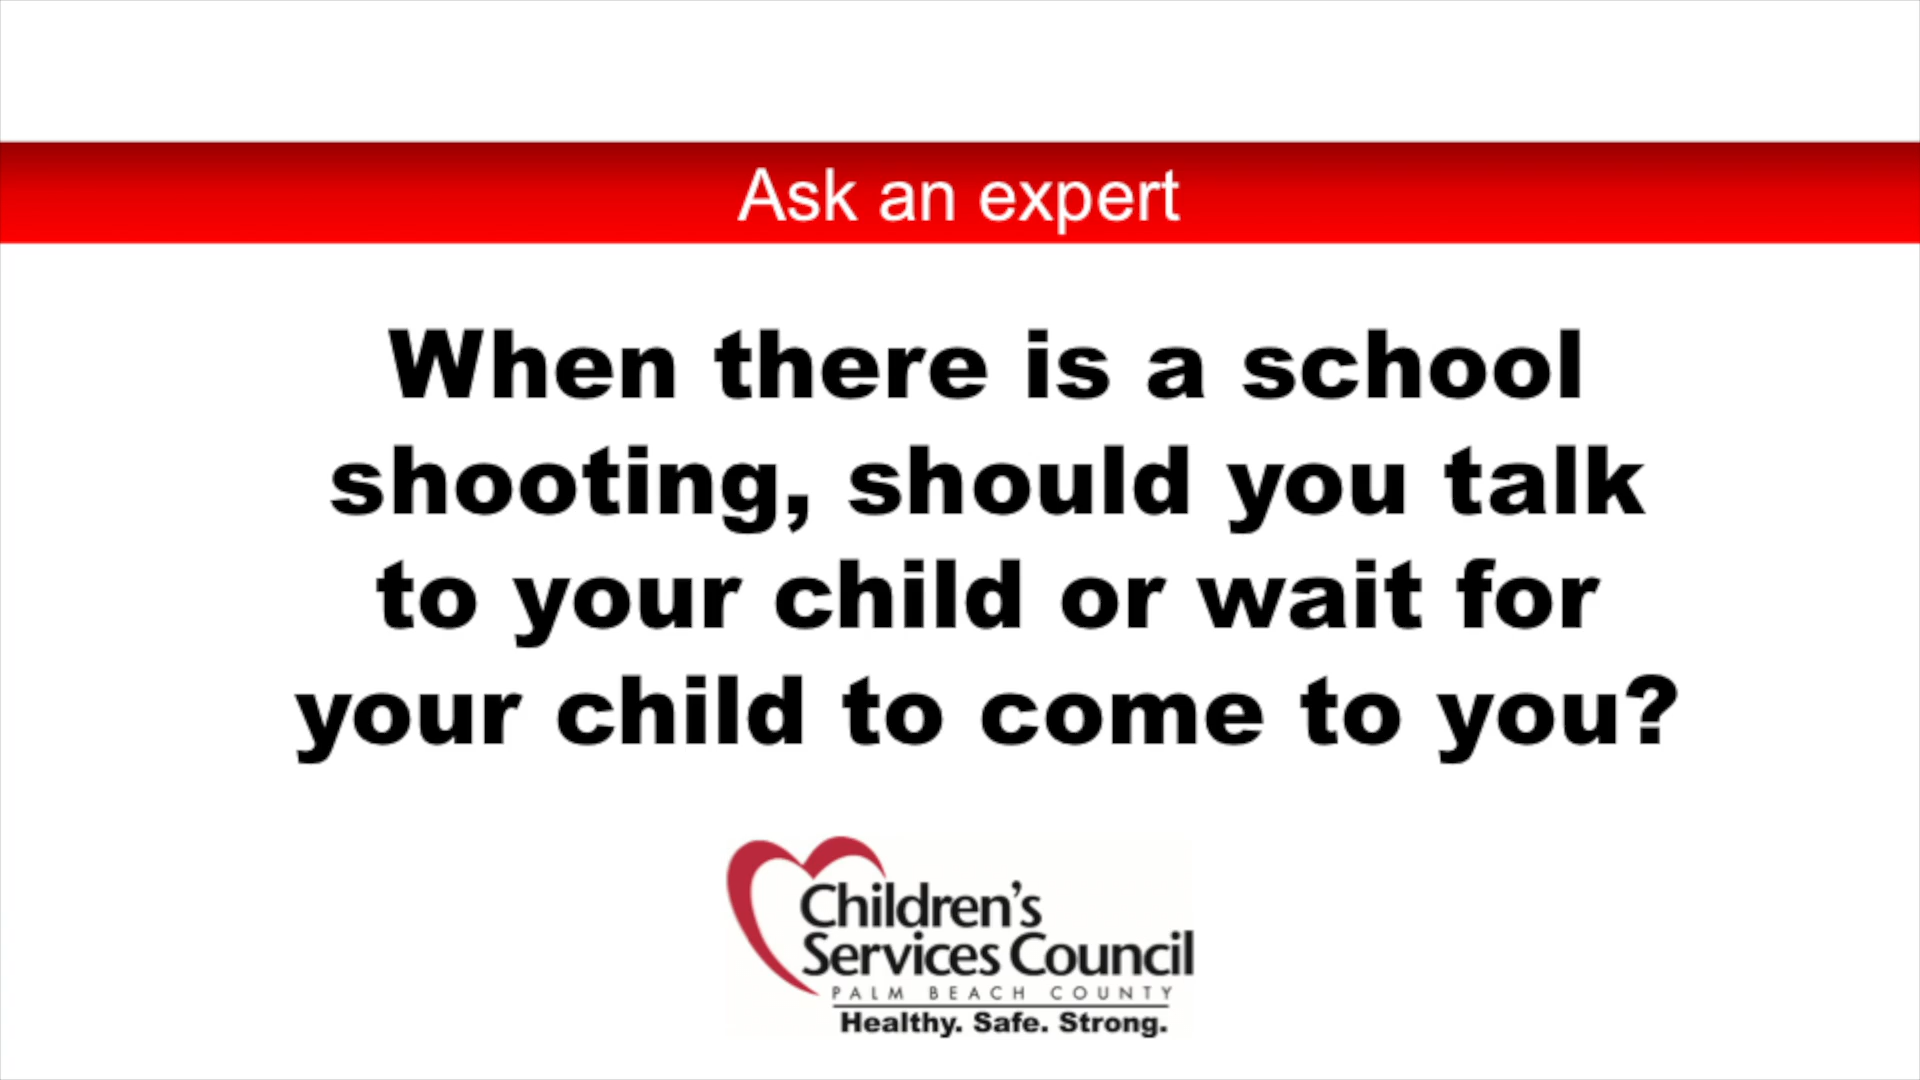 Ask an expert
When there is a school
shooting, should you talk
to your child or wait for
your child to come to you?
Children's
Services Council
PALM BEACH COUNTY
Healthy. Safe. Strong.